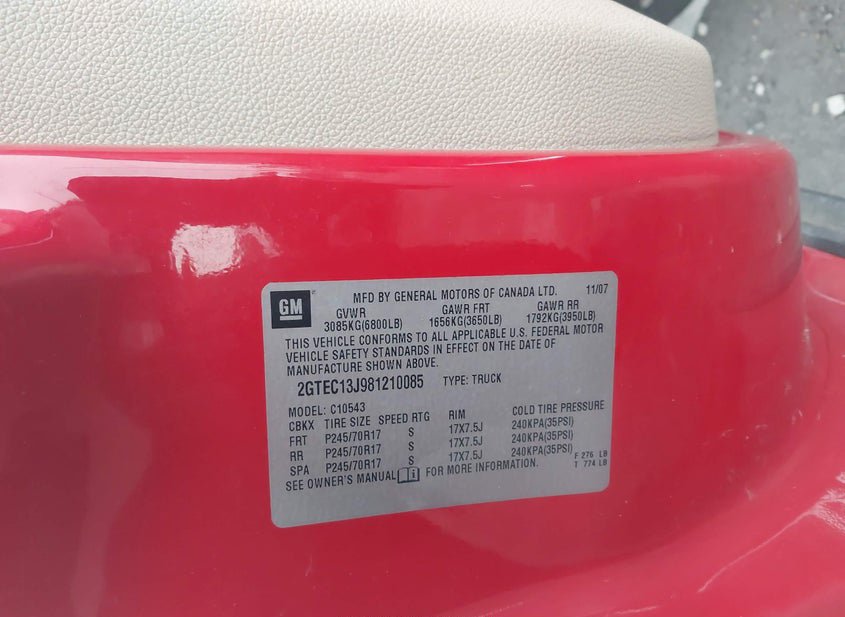 GM
MFD BY GENERAL MOTORS OF CANADA LTD. 11/07
GVWR GAWR FRT GAWR RR
3085KG(6800LB) 1656KG(3650LB) 1792KG(3950LB)
THIS VEHICLE CONFORMS TO ALL APPLICABLE U.S. FEDERAL MOTOR
VEHICLE SAFETY STANDARDS IN EFFECT ON THE DATE OF
MANUFACTURE SHOWN ABOVE.
2GTEC13J981210085 TYPE: TRUCK
MODEL: C10543
CBKX TIRE SIZE SPEED RTG RIM COLD TIRE PRESSURE
FRT P245/70R17 S 17X7.5J 240KPA(35PSI)
RR P245/70R17 S 17X7.5J 240KPA(35PSI)
SPA P245/70R17 S 17X7.5J 240KPA(35PSI)
SEE OWNER'S MANUAL FOR MORE INFORMATION.
F 276 LB
T 774 LB